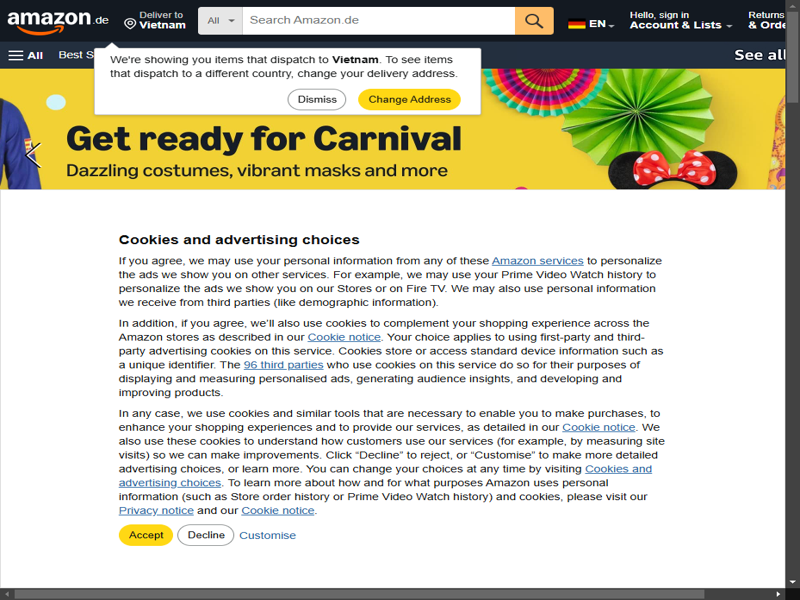 amazon.de
Deliver to
Vietnam
All
Search Amazon.de
EN
Hello, sign in
Account & Lists
Returns
& Orde
All
Best S
See all
We're showing you items that dispatch to Vietnam. To see items
that dispatch to a different country, change your delivery address.
Dismiss
Change Address
Get ready for Carnival
Dazzling costumes, vibrant masks and more
Cookies and advertising choices
If you agree, we may use your personal information from any of these Amazon services to personalize
the ads we show you on other services. For example, we may use your Prime Video Watch history to
personalize the ads we show you on our Stores or on Fire TV. We may also use personal information
we receive from third parties (like demographic information).
In addition, if you agree, we'll also use cookies to complement your shopping experience across the
Amazon stores as described in our Cookie notice. Your choice applies to using first-party and third-
party advertising cookies on this service. Cookies store or access standard device information such as
a unique identifier. The 96 third parties who use cookies on this service do so for their purposes of
displaying and measuring personalised ads, generating audience insights, and developing and
improving products.
In any case, we use cookies and similar tools that are necessary to enable you to make purchases, to
enhance your shopping experiences and to provide our services, as detailed in our Cookie notice. We
also use these cookies to understand how customers use our services (for example, by measuring site
visits) so we can make improvements. Click “Decline” to reject, or “Customise” to make more detailed
advertising choices, or learn more. You can change your choices at any time by visiting Cookies and
advertising choices. To learn more about how and for what purposes Amazon uses personal
information (such as Store order history or Prime Video Watch history) and cookies, please visit our
Privacy notice and our Cookie notice.
Accept
Decline
Customise